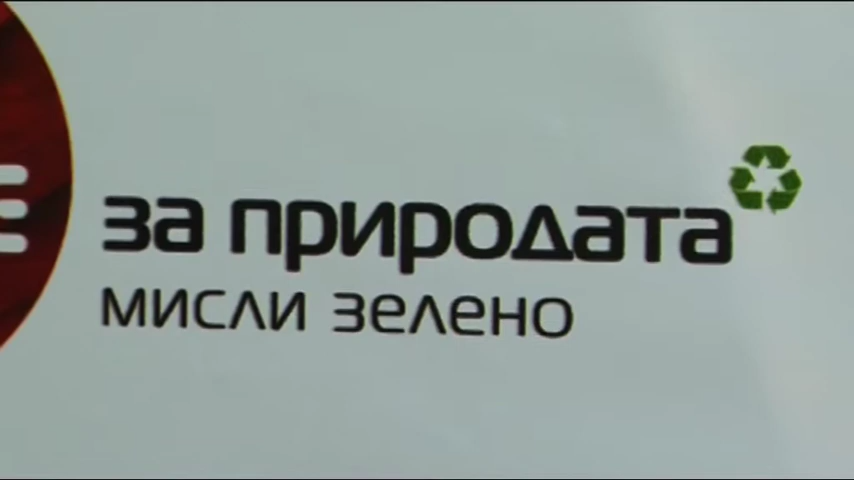 за природата
мисли зелено